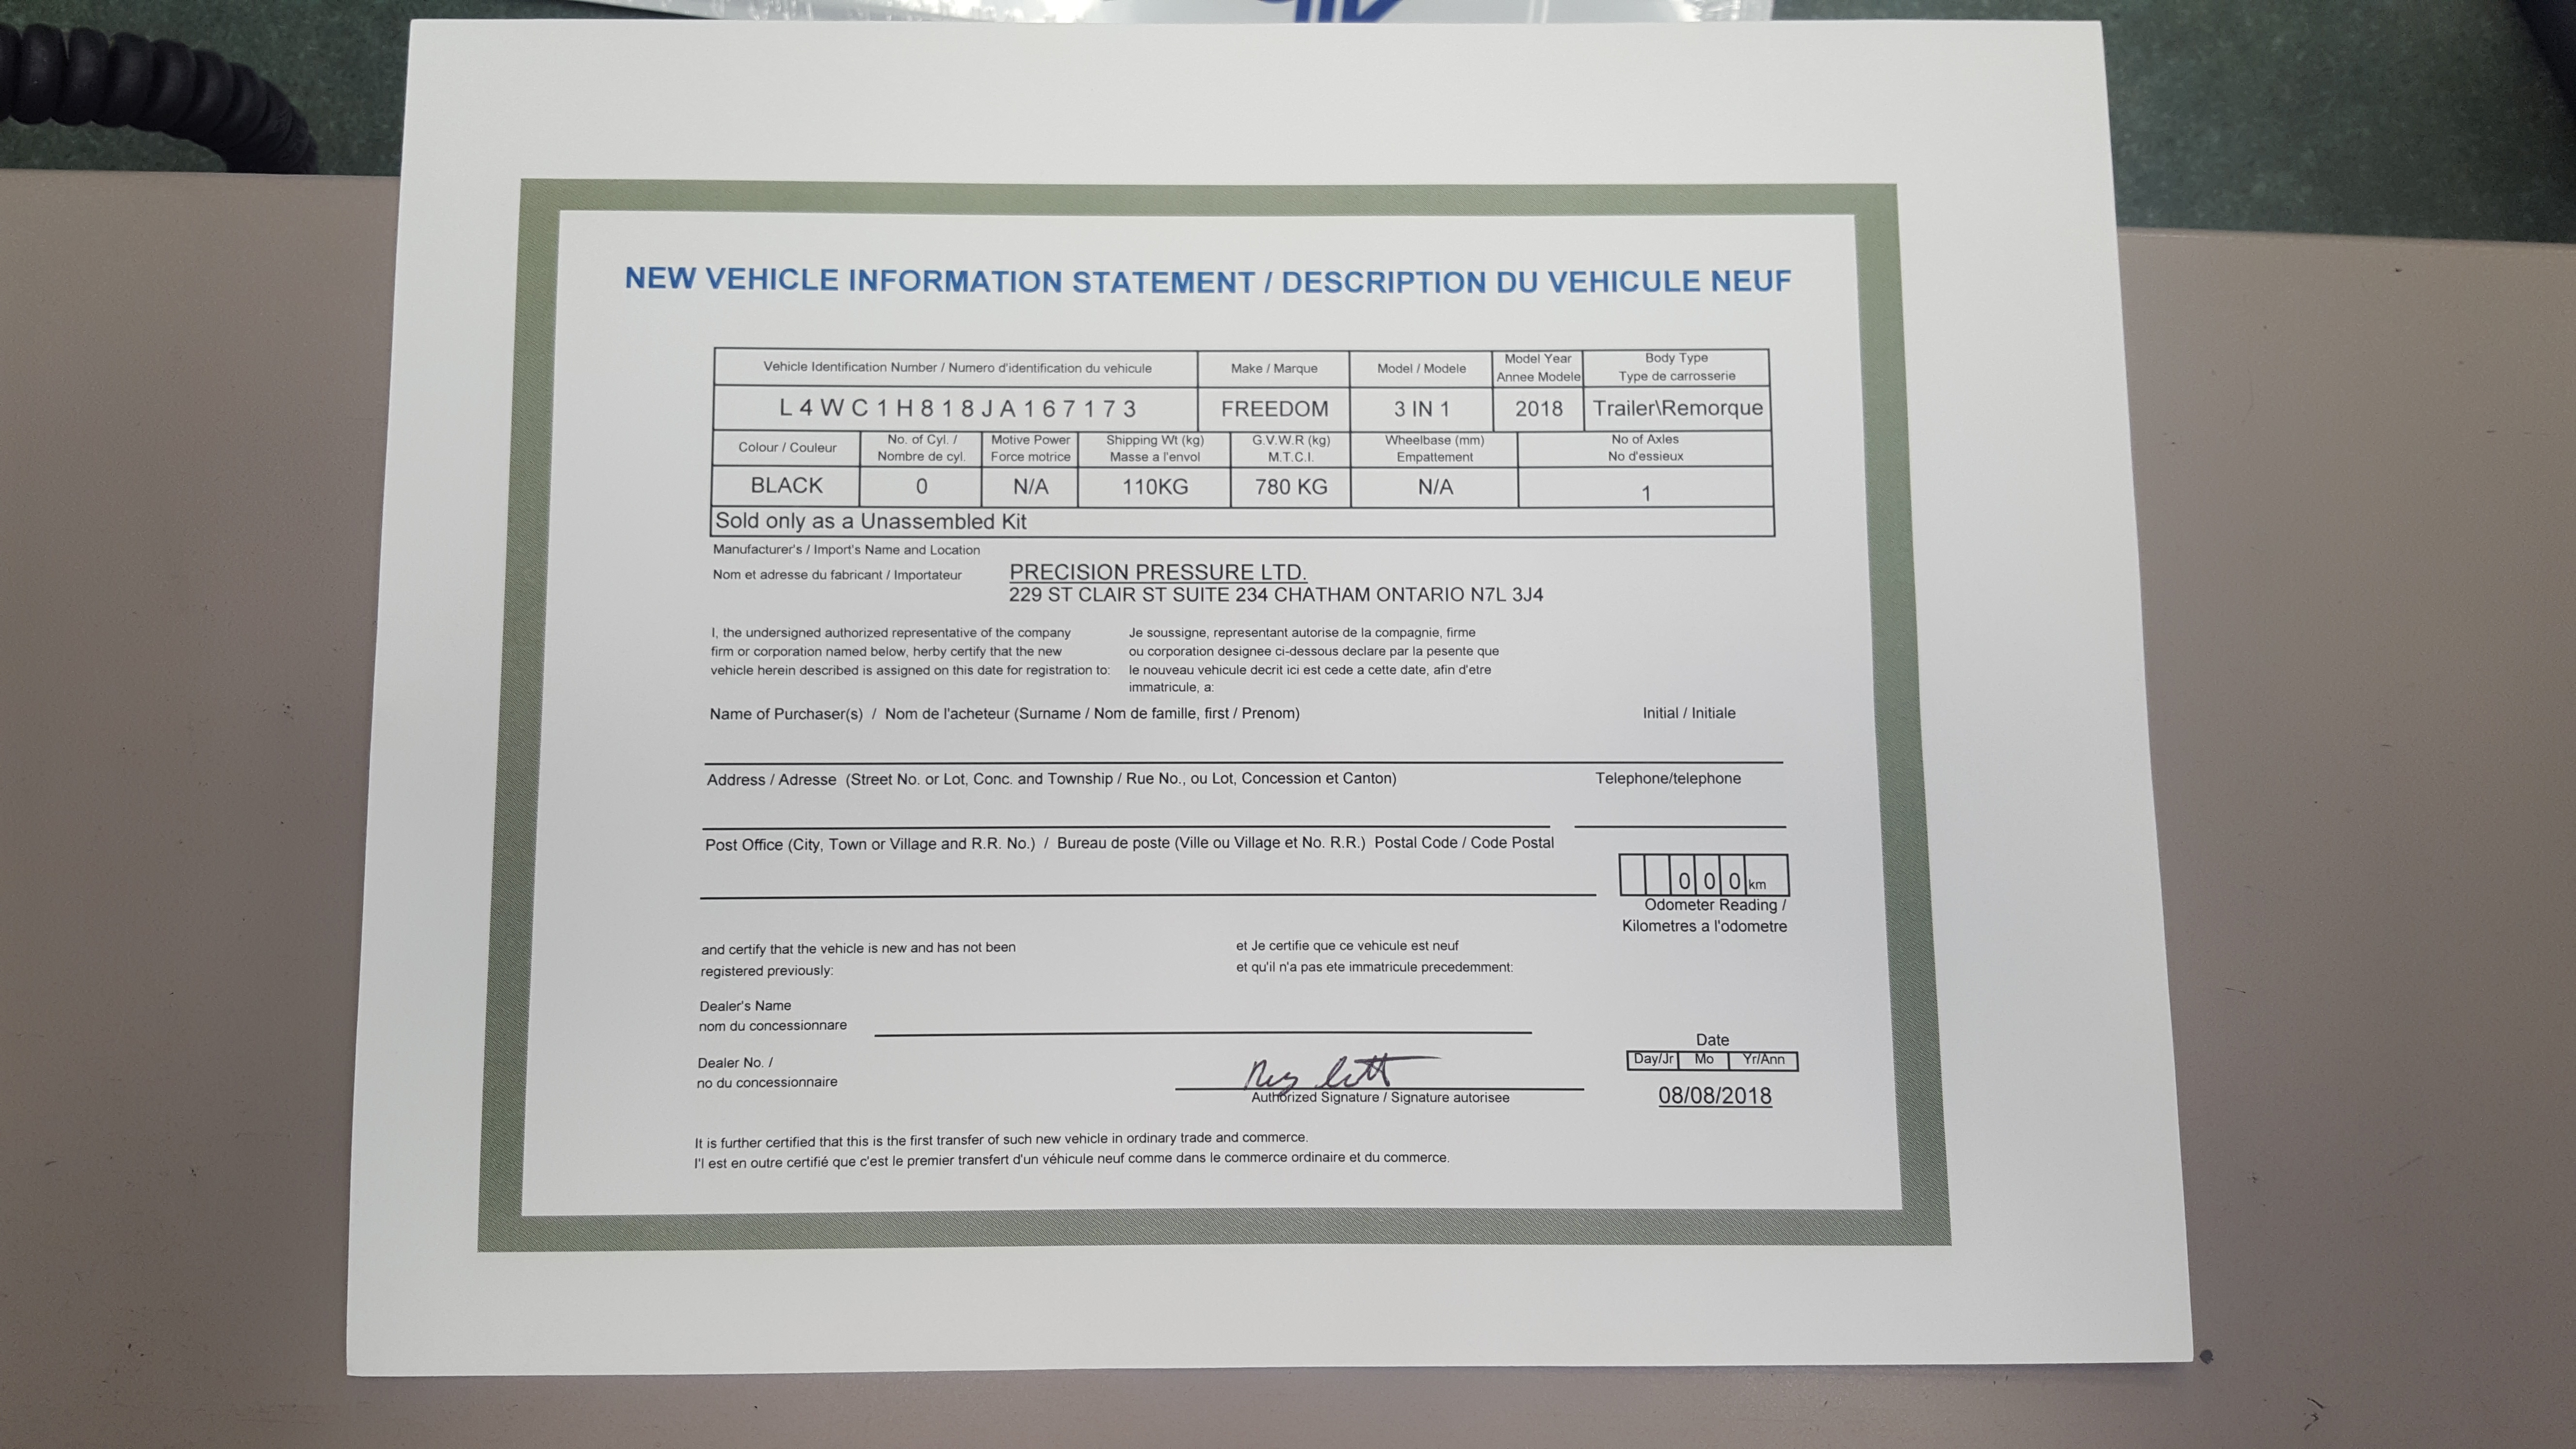 NEW VEHICLE INFORMATION STATEMENT / DESCRIPTION DU VEHICULE NEUF
Vehicle Identification Number / Numero d'identification du vehicule
Make / Marque
Model / Modele
Model Year
Annee Modele
Body Type
Type de carrosserie
L4WC1H818JA167173
FREEDOM
3 IN 1
2018
Trailer\Remorque
Colour / Couleur
No. of Cyl. /
Nombre de cyl.
Motive Power
Force motrice
Shipping Wt (kg)
Masse a l'envol
G.V.W.R (kg)
M.T.C.I.
Wheelbase (mm)
Empattement
No of Axles
No d'essieux
BLACK
0
N/A
110KG
780 KG
N/A
1
Sold only as a Unassembled Kit
Manufacturer's / Import's Name and Location
Nom et adresse du fabricant / Importateur
PRECISION PRESSURE LTD.
229 ST CLAIR ST SUITE 234 CHATHAM ONTARIO N7L 3J4
I, the undersigned authorized representative of the company
firm or corporation named below, herby certify that the new
vehicle herein described is assigned on this date for registration to:
Je soussigne, representant autorise de la compagnie, firme
ou corporation designee ci-dessous declare par la pesente que
le nouveau vehicule decrit ici est cede a cette date, afin d'etre
immatricule, a:
Name of Purchaser(s) / Nom de l'acheteur (Surname / Nom de famille, first / Prenom)
Initial / Initiale
Address / Adresse (Street No. or Lot, Conc. and Township / Rue No., ou Lot, Concession et Canton)
Telephone/telephone
Post Office (City, Town or Village and R.R. No.) / Bureau de poste (Ville ou Village et No. R.R.) Postal Code / Code Postal
0 0 0 km
Odometer Reading /
Kilometres a l'odometre
and certify that the vehicle is new and has not been
registered previously:
et Je certifie que ce vehicule est neuf
et qu'il n'a pas ete immatricule precedemment:
Dealer's Name
nom du concessionnare
Dealer No. /
no du concessionnaire
Authorized Signature / Signature autorisee
Date
Day/Jr Mo Yr/Ann
08/08/2018
It is further certified that this is the first transfer of such new vehicle in ordinary trade and commerce.
I'l est en outre certifié que c'est le premier transfert d'un véhicule neuf comme dans le commerce ordinaire et du commerce.